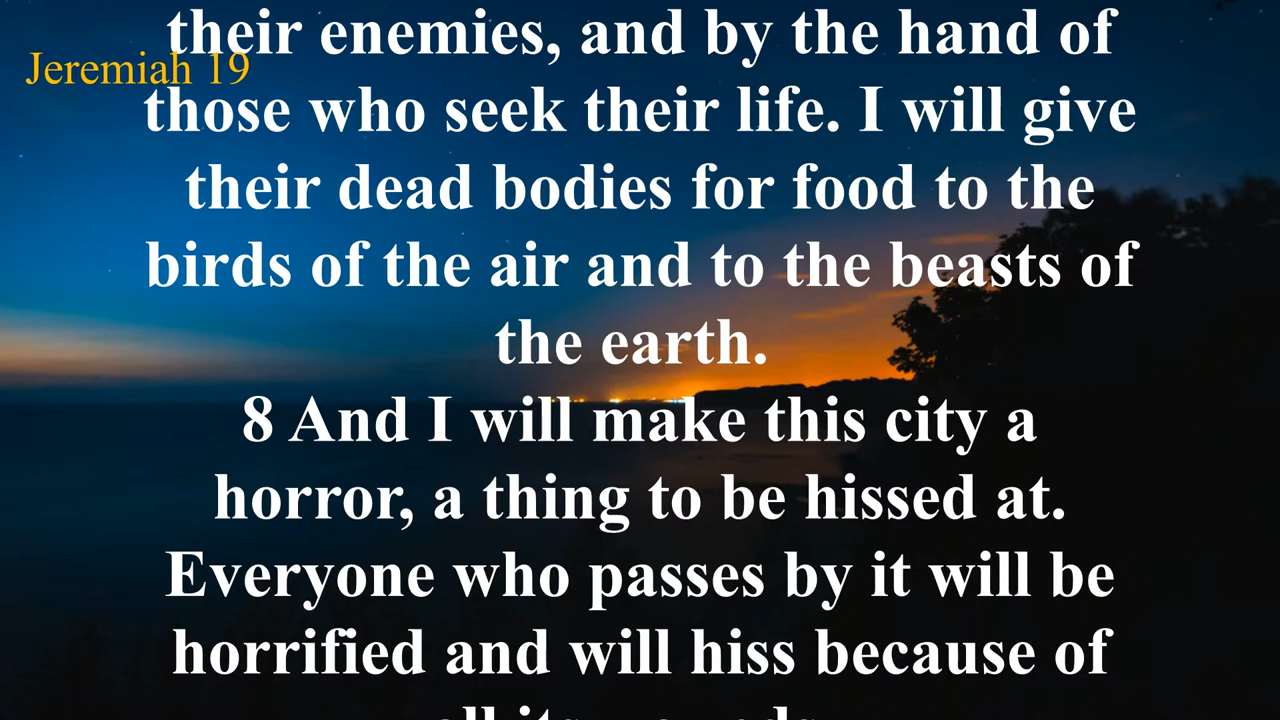 their enemies, and by the hand of
Jeremiah 19
those who seek their life. I will give
their dead bodies for food to the
birds of the air and to the beasts of
the earth.
8 And I will make this city a
horror, a thing to be hissed at.
Everyone who passes by it will be
horrified and will hiss because of
all its wounds.